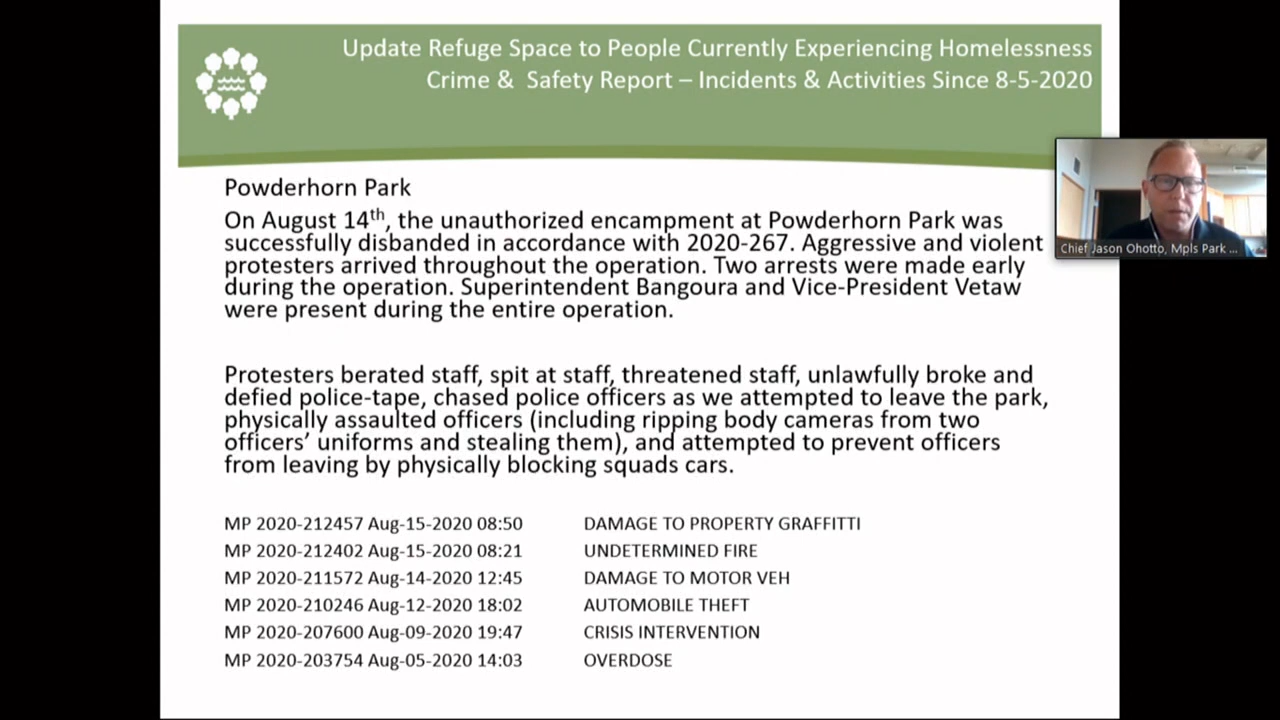 Update Refuge Space to People Currently Experiencing Homelessness
Crime & Safety Report – Incidents & Activities Since 8-5-2020
Chief Jason Ohotto, Mpls Park ...
Powderhorn Park
On August 14th, the unauthorized encampment at Powderhorn Park was
successfully disbanded in accordance with 2020-267. Aggressive and violent
protesters arrived throughout the operation. Two arrests were made early
during the operation. Superintendent Bangoura and Vice-President Vetaw
were present during the entire operation.
Protesters berated staff, spit at staff, threatened staff, unlawfully broke and
defied police-tape, chased police officers as we attempted to leave the park,
physically assaulted officers (including ripping body cameras from two
officers’ uniforms and stealing them), and attempted to prevent officers
from leaving by physically blocking squads cars.
MP 2020-212457 Aug-15-2020 08:50 DAMAGE TO PROPERTY GRAFFITTI
MP 2020-212402 Aug-15-2020 08:21 UNDETERMINED FIRE
MP 2020-211572 Aug-14-2020 12:45 DAMAGE TO MOTOR VEH
MP 2020-210246 Aug-12-2020 18:02 AUTOMOBILE THEFT
MP 2020-207600 Aug-09-2020 19:47 CRISIS INTERVENTION
MP 2020-203754 Aug-05-2020 14:03 OVERDOSE